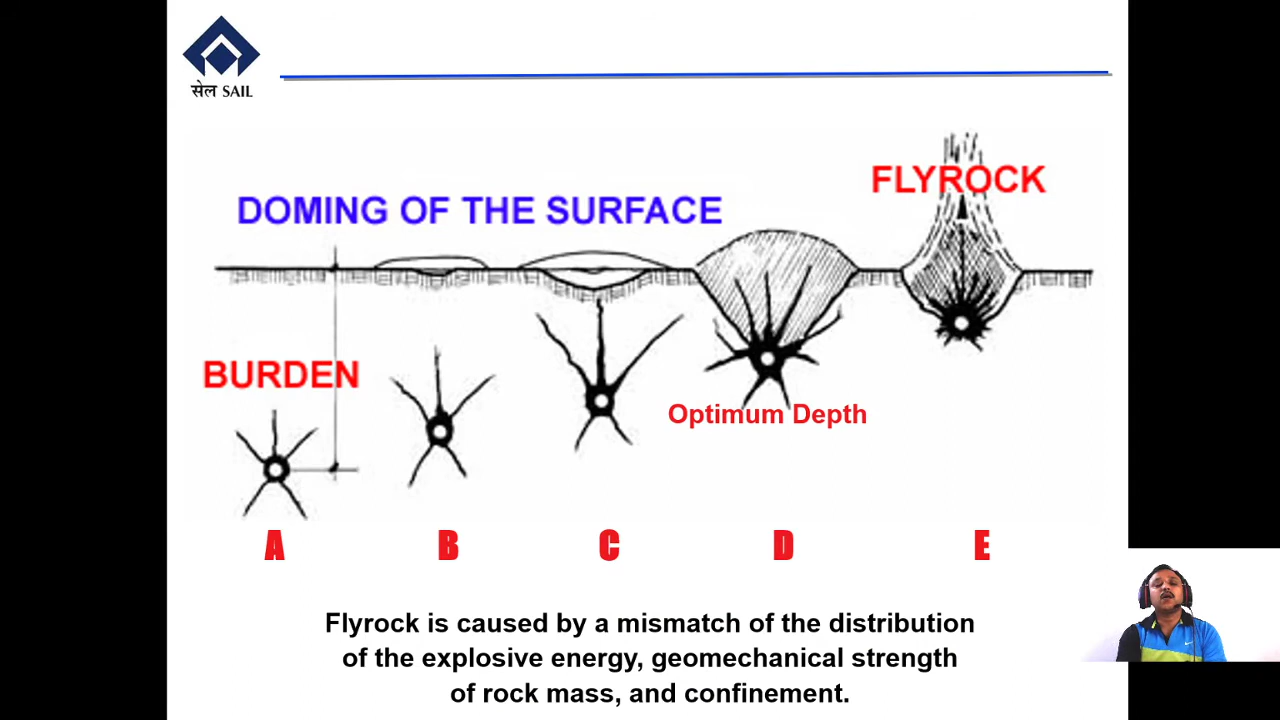 सेल SAIL
FLYROCK
DOMING OF THE SURFACE
BURDEN
Optimum Depth
A B C D E
Flyrock is caused by a mismatch of the distribution
of the explosive energy, geomechanical strength
of rock mass, and confinement.